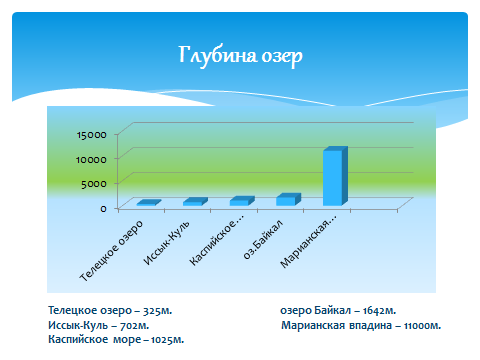 Глубина озер
15000
10000
5000
0
Телецкое озеро
Иссык-Куль
Каспийское...
оз.Байкал
Марианская...
Телецкое озеро – 325м.
Иссык-Куль – 702м.
Каспийское море – 1025м.
озеро Байкал – 1642м.
Марианская впадина – 11000м.